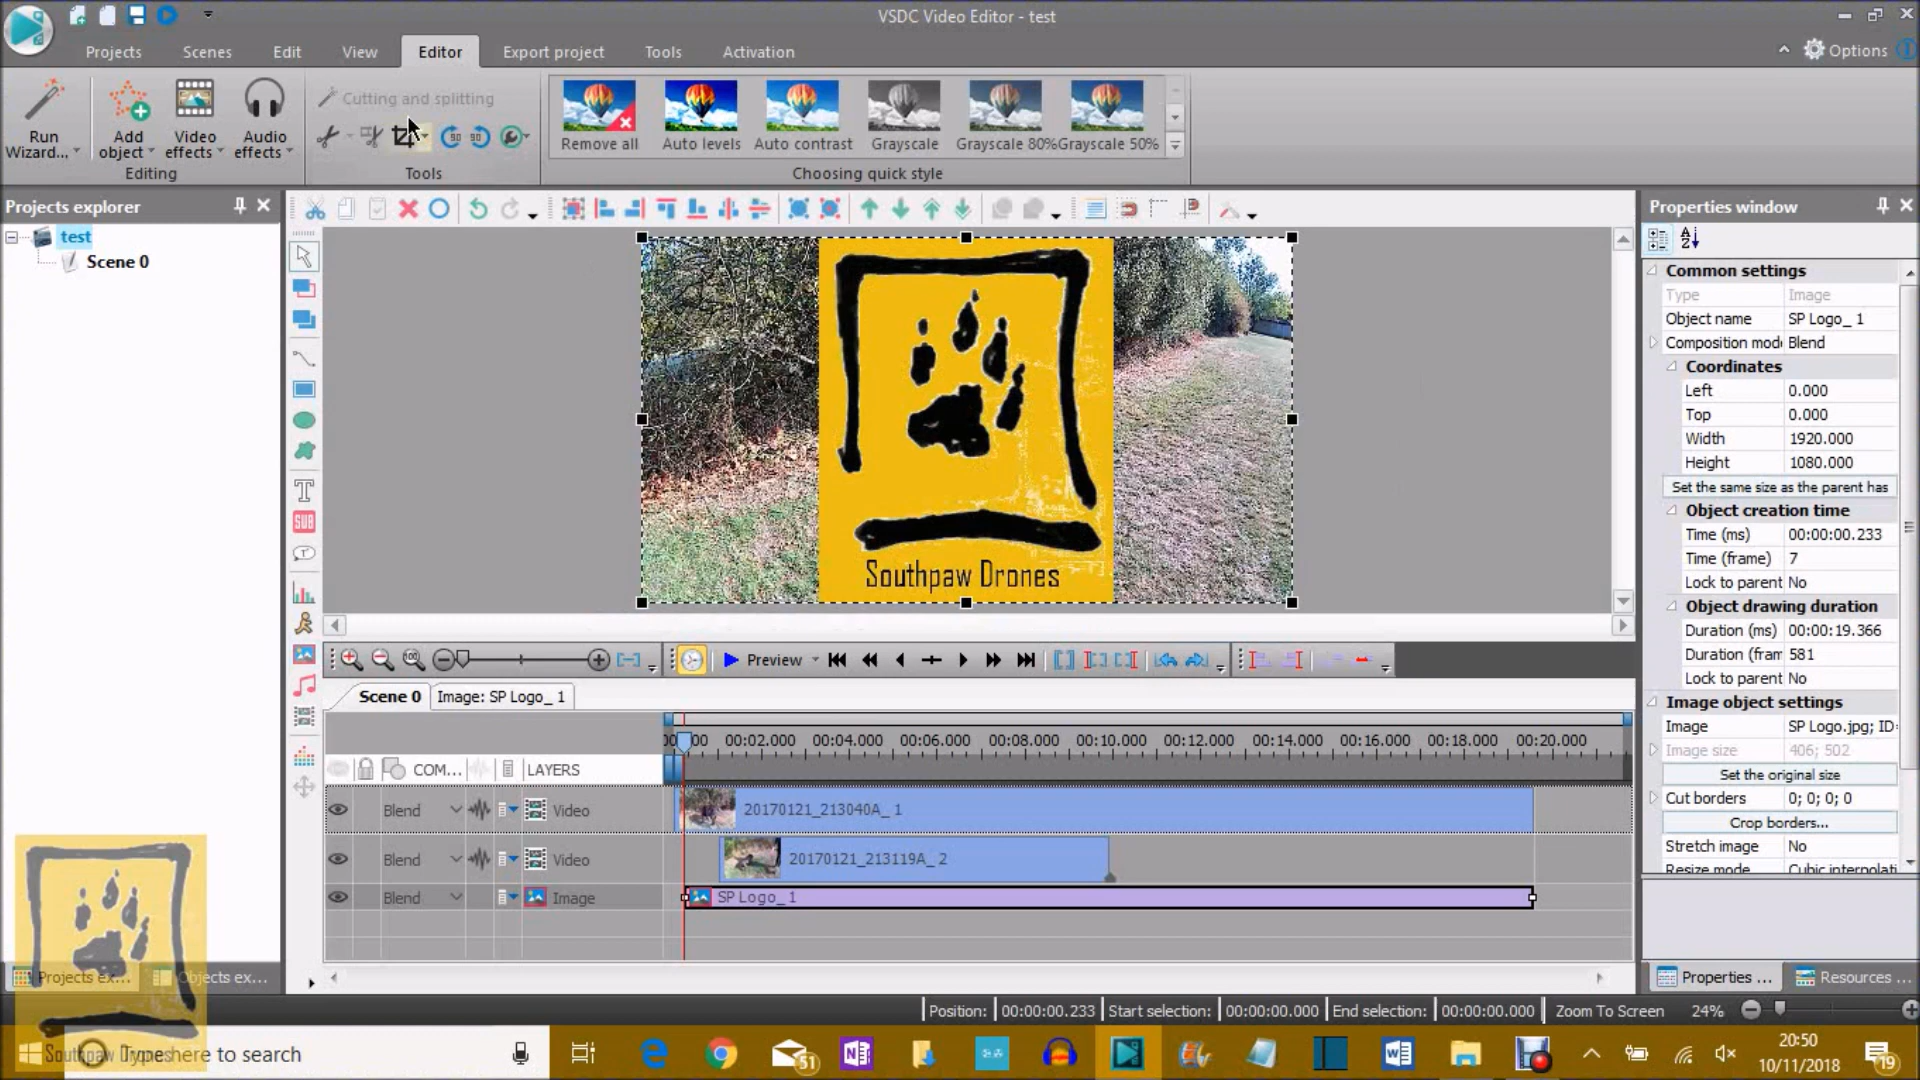 VSDC Video Editor - test
Projects
Scenes
Edit
View
Editor
Export project
Tools
Activation
Options
Run
Wizard...
Add
object
Video
effects
Audio
effects
Editing
Cutting and splitting
Tools
Remove all
Auto levels
Auto contrast
Grayscale
Grayscale 80%
Grayscale 50%
Choosing quick style
Projects explorer
test
Scene 0
Southpaw Drones
Properties window
Common settings
Type Image
Object name SP Logo_ 1
Composition mod Blend
Coordinates
Left 0.000
Top 0.000
Width 1920.000
Height 1080.000
Set the same size as the parent has
Object creation time
Time (ms) 00:00:00.233
Time (frame) 7
Lock to parent No
Object drawing duration
Duration (ms) 00:00:19.366
Duration (fram 581
Lock to parent No
Image object settings
Image SP Logo.jpg; ID=
Image size 406; 502
Set the original size
Cut borders 0; 0; 0; 0
Crop borders...
Stretch image No
Resize mode Cubic interpolati
Properties ...
Resources ...
Preview
Scene 0
Image: SP Logo_ 1
00:02.000 00:04.000 00:06.000 00:08.000 00:10.000 00:12.000 00:14.000 00:16.000 00:18.000 00:20.000
COM... LAYERS
Blend Video 20170121_213040A_ 1
Blend Video 20170121_213119A_ 2
Blend Image SP Logo_ 1
Projects ex...
Objects ex...
Position: 00:00:00.233 Start selection: 00:00:00.000 End selection: 00:00:00.000 Zoom To Screen 24%
Southpaw Drones
Type here to search
51
20:50
10/11/2018
19